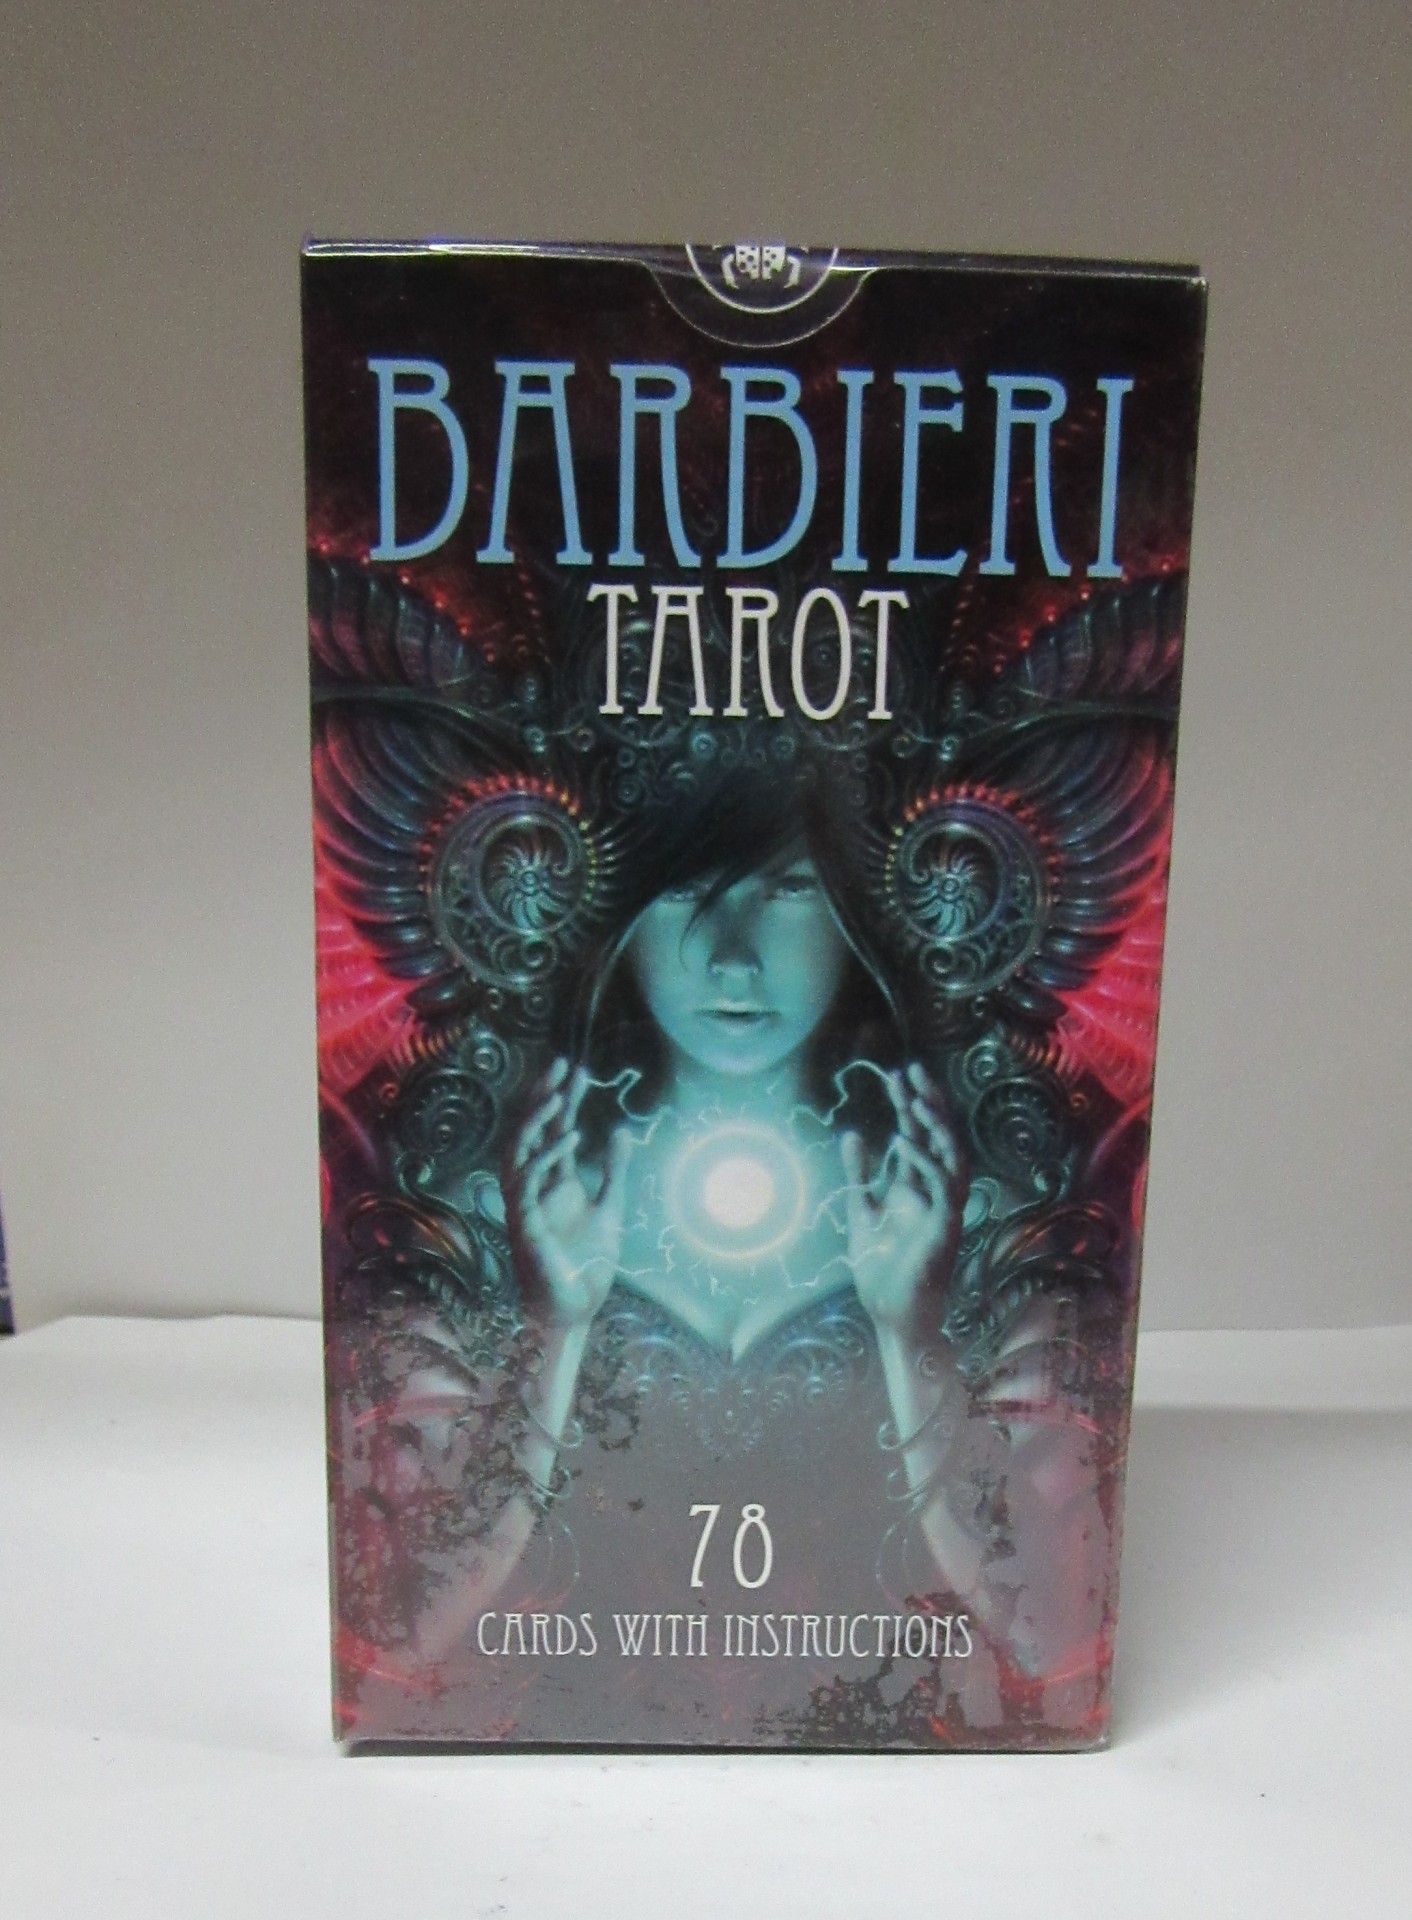 BARBIERI
TAROT
78
CARDS WITH INSTRUCTIONS